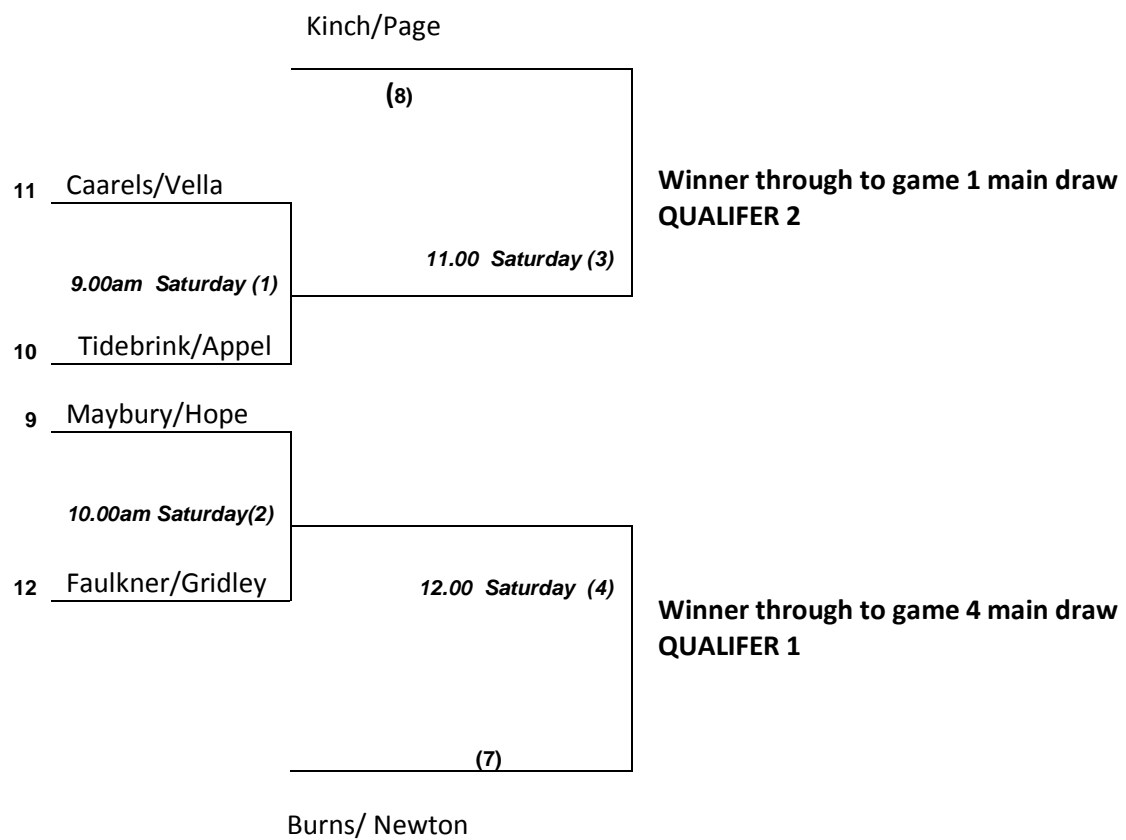 Kinch/Page
(8)
11 Caarels/Vella
Winner through to game 1 main draw
QUALIFER 2
11.00 Saturday (3)
9.00am Saturday (1)
10 Tidebrink/Appel
9 Maybury/Hope
10.00am Saturday(2)
12 Faulkner/Gridley
12.00 Saturday (4)
Winner through to game 4 main draw
QUALIFER 1
(7)
Burns/ Newton